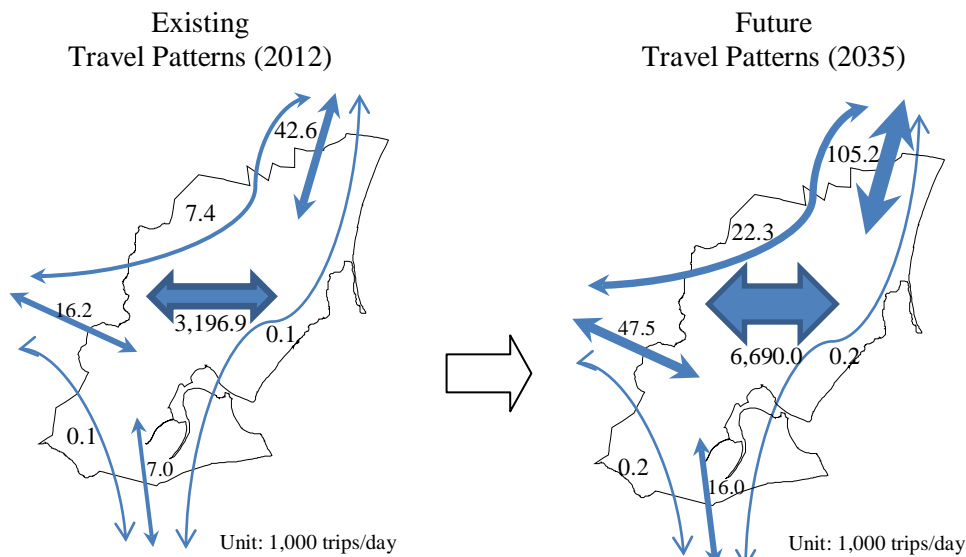 Existing
Travel Patterns (2012)
42.6
7.4
16.2
3,196.9
0.1
0.1
7.0
Unit: 1,000 trips/day
Future
Travel Patterns (2035)
105.2
22.3
47.5
6,690.0
0.2
0.2
16.0
Unit: 1,000 trips/day